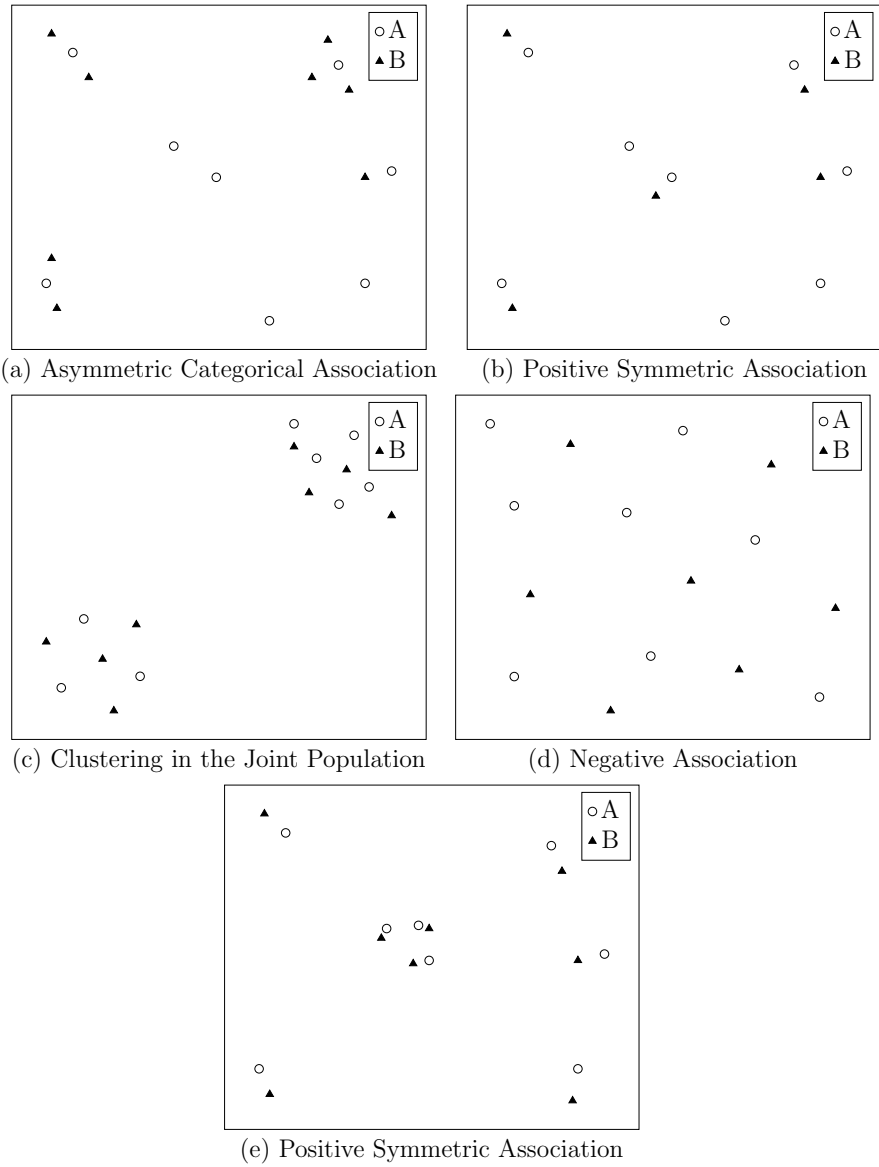 A
B
A
B
(a) Asymmetric Categorical Association
(b) Positive Symmetric Association
A
B
A
B
(c) Clustering in the Joint Population
(d) Negative Association
A
B
(e) Positive Symmetric Association